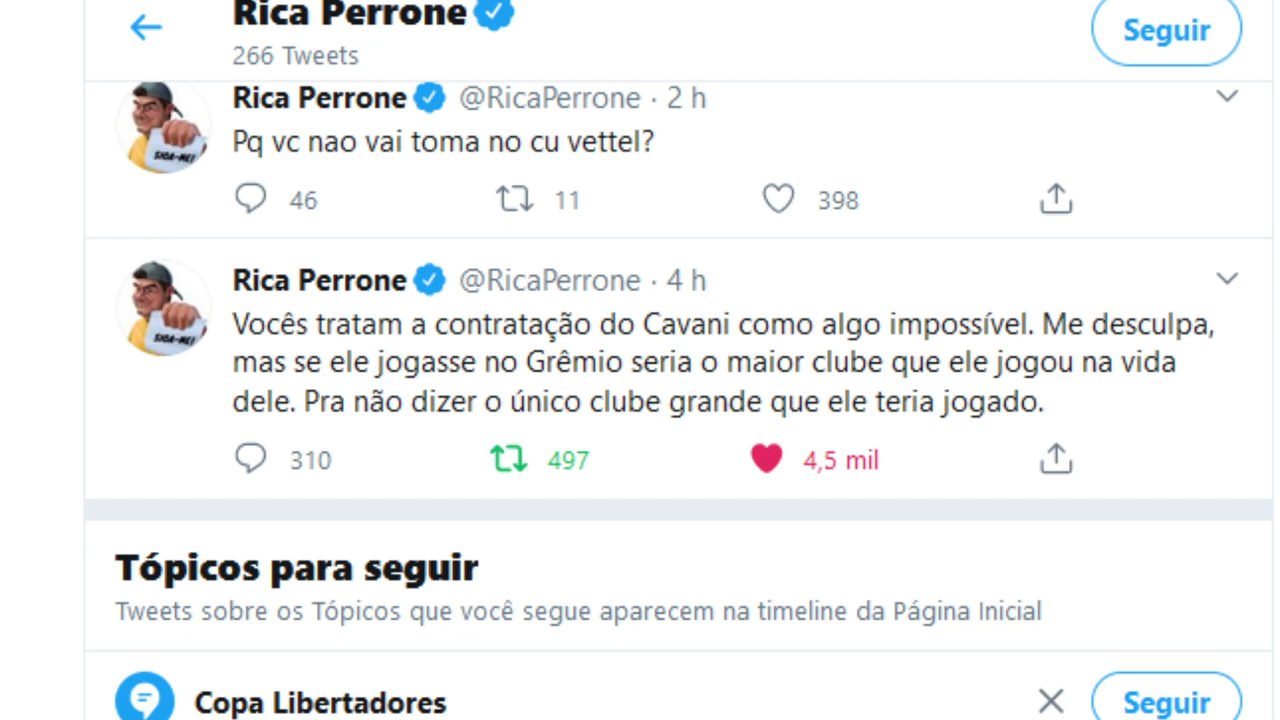 Rica Perrone
266 Tweets
Seguir
Rica Perrone @RicaPerrone · 2 h
Pq vc nao vai toma no cu vettel?
46 11 398
Rica Perrone @RicaPerrone · 4 h
Vocês tratam a contratação do Cavani como algo impossível. Me desculpa,
mas se ele jogasse no Grêmio seria o maior clube que ele jogou na vida
dele. Pra não dizer o único clube grande que ele teria jogado.
310 497 4,5 mil
Tópicos para seguir
Tweets sobre os Tópicos que você segue aparecem na timeline da Página Inicial
Copa Libertadores
Seguir
SIGA-ME!
SIGA-ME!